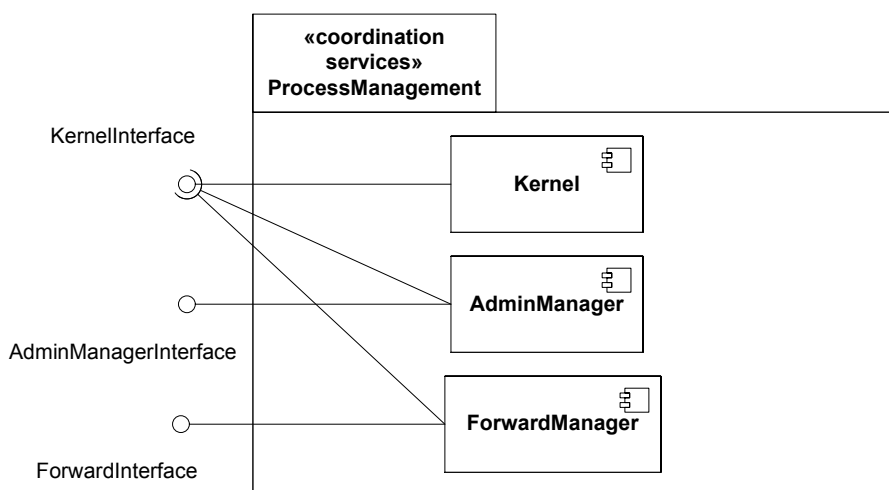 «coordination
services»
ProcessManagement
KernelInterface
Kernel
AdminManager
AdminManagerInterface
ForwardManager
ForwardInterface